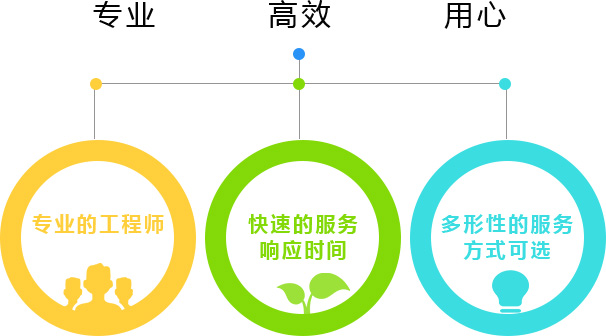 专业
高效
用心
专业的工程师
快速的服务
响应时间
多形性的服务
方式可选